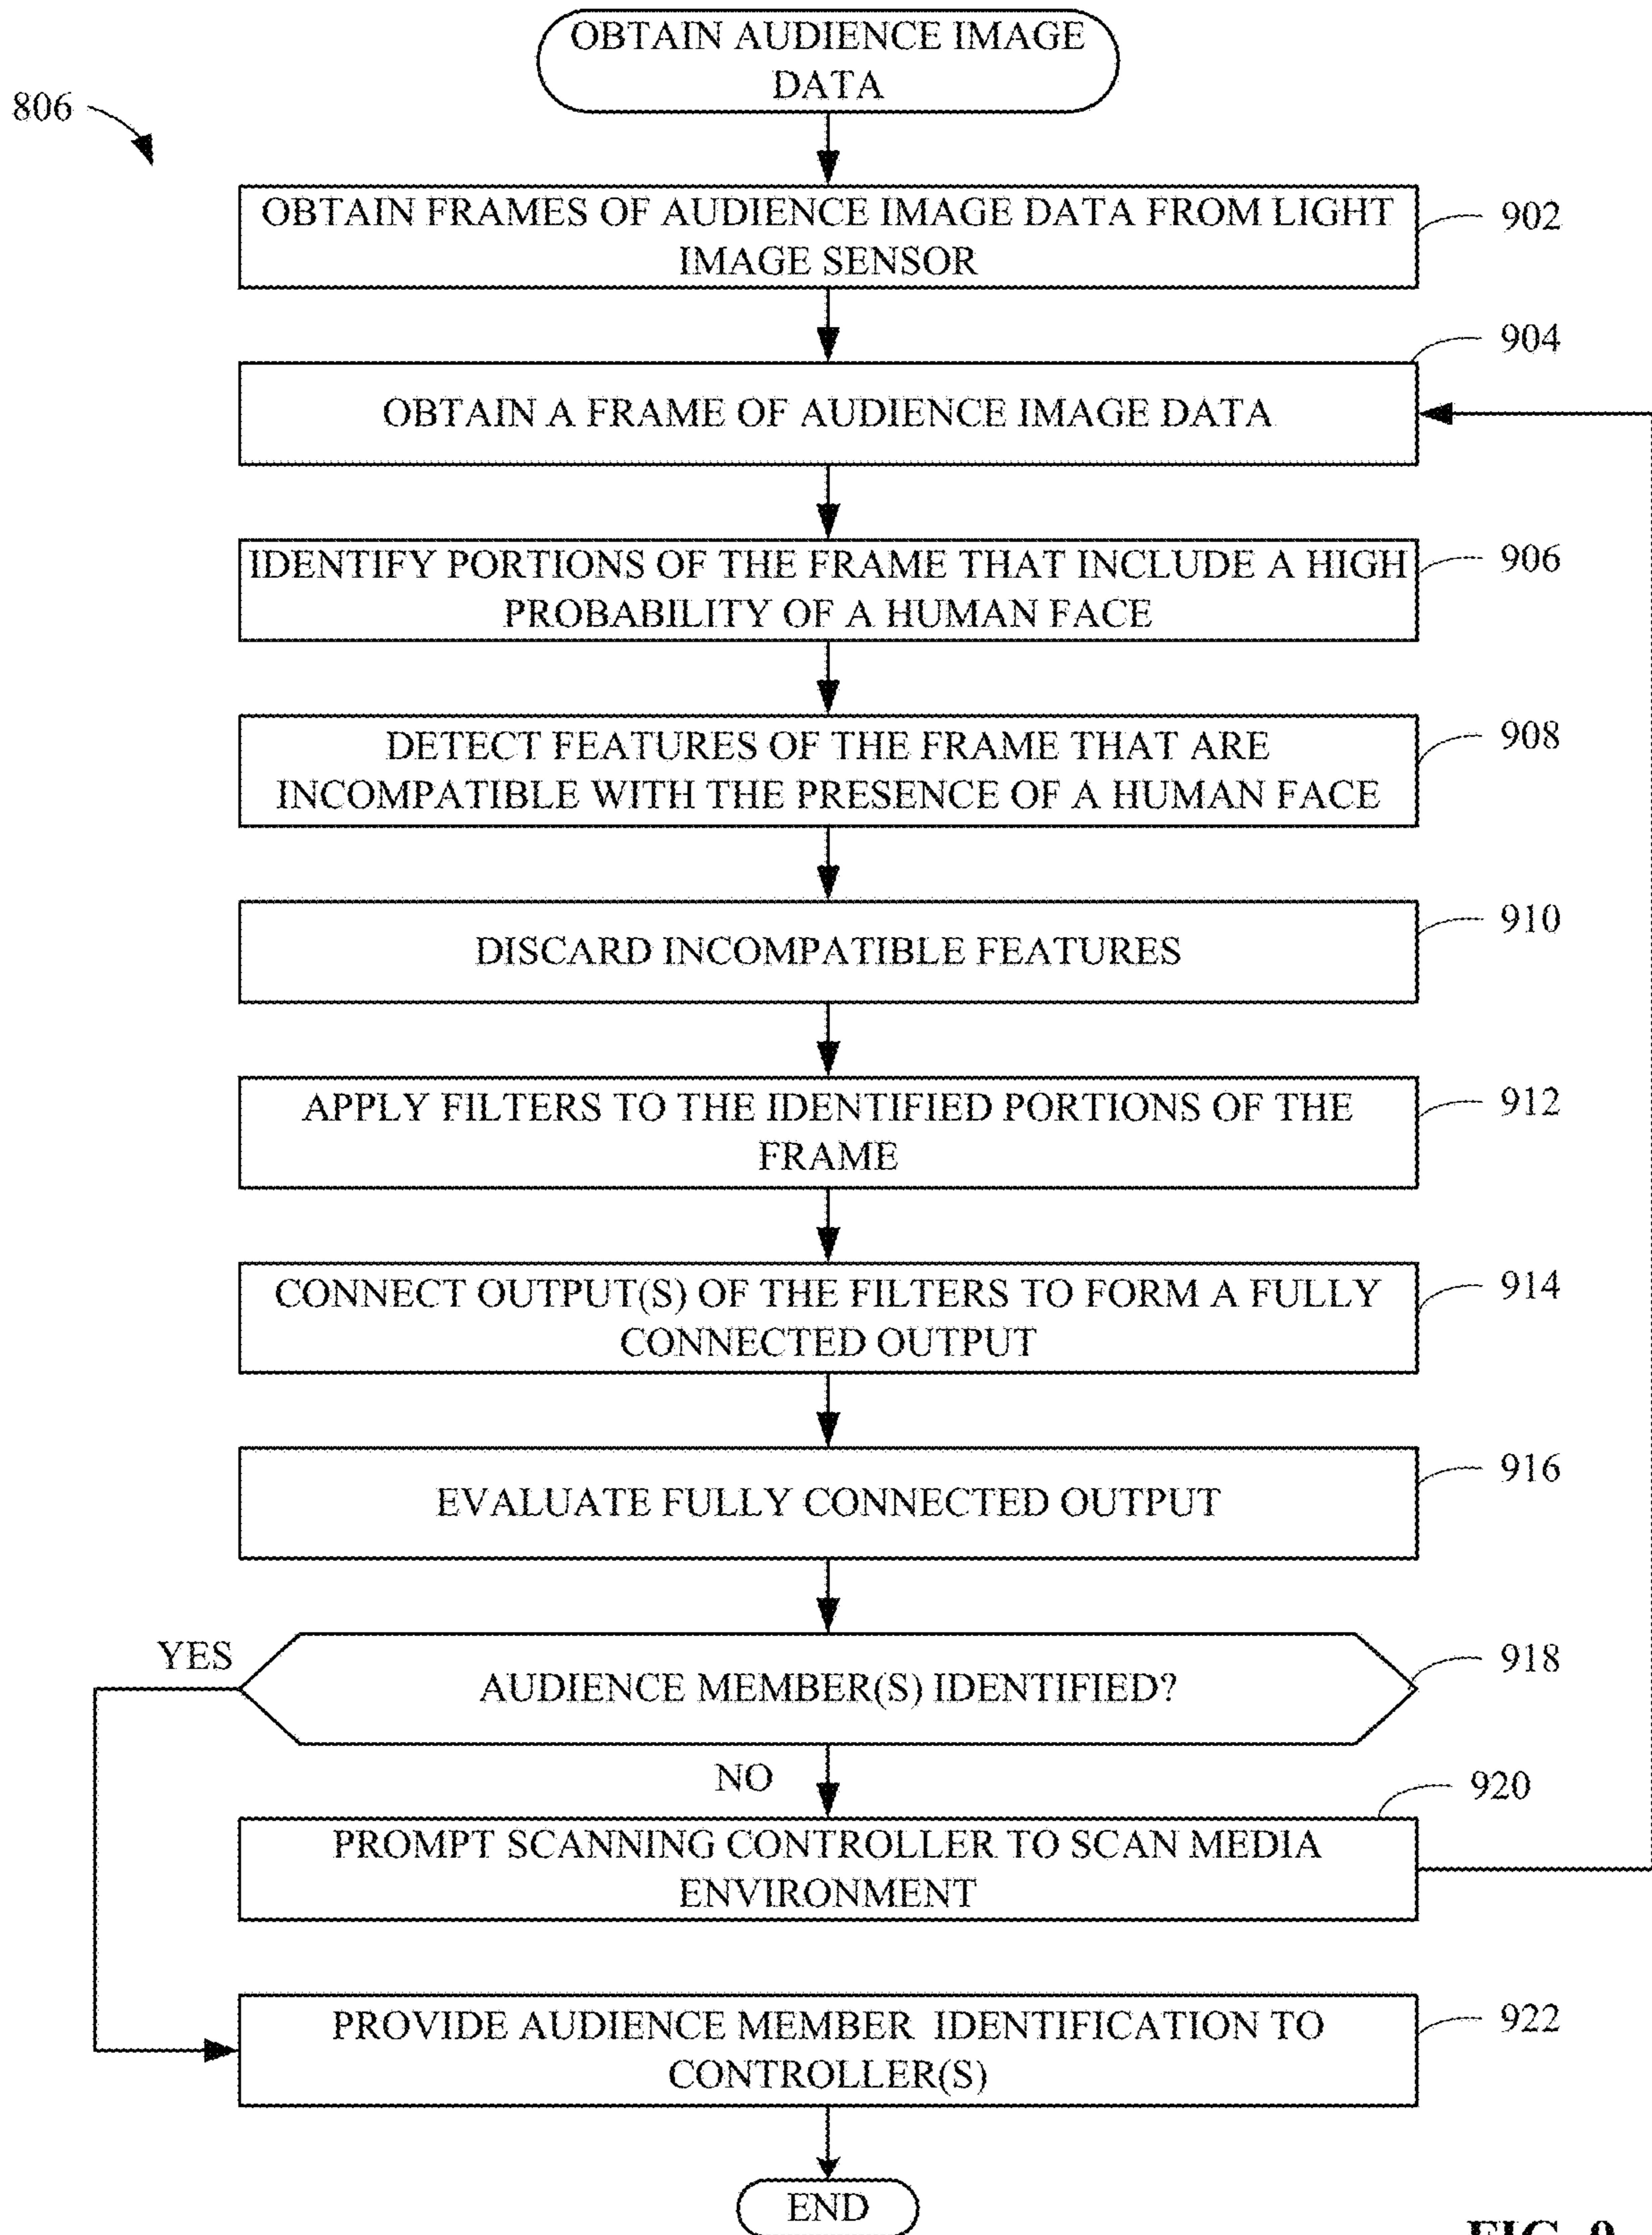 OBTAIN AUDIENCE IMAGE
DATA
806
OBTAIN FRAMES OF AUDIENCE IMAGE DATA FROM LIGHT
IMAGE SENSOR
902
904
OBTAIN A FRAME OF AUDIENCE IMAGE DATA
IDENTIFY PORTIONS OF THE FRAME THAT INCLUDE A HIGH
PROBABILITY OF A HUMAN FACE
906
DETECT FEATURES OF THE FRAME THAT ARE
INCOMPATIBLE WITH THE PRESENCE OF A HUMAN FACE
908
DISCARD INCOMPATIBLE FEATURES
910
APPLY FILTERS TO THE IDENTIFIED PORTIONS OF THE
FRAME
912
CONNECT OUTPUT(S) OF THE FILTERS TO FORM A FULLY
CONNECTED OUTPUT
914
EVALUATE FULLY CONNECTED OUTPUT
916
YES
AUDIENCE MEMBER(S) IDENTIFIED?
918
NO
920
PROMPT SCANNING CONTROLLER TO SCAN MEDIA
ENVIRONMENT
PROVIDE AUDIENCE MEMBER IDENTIFICATION TO
CONTROLLER(S)
922
END
FIG. 9